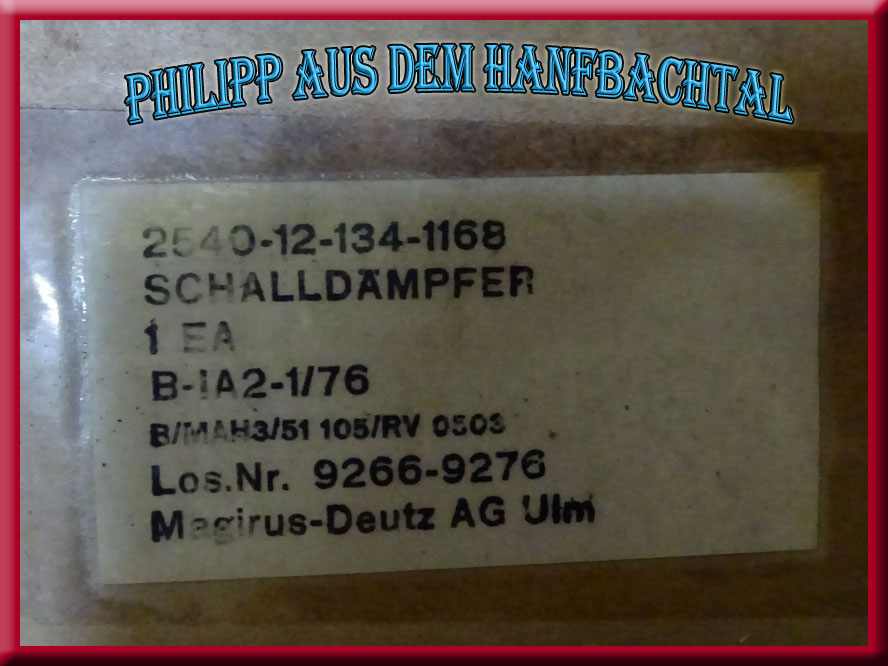 PHILIPP AUS DEM HANFBACHTAL
2540-12-134-1168
SCHALLDÄMPFER
1 EA
B-IA2-1/76
B/MAH3/51 105/RV 0503
Los.Nr. 9266-9276
Magirus-Deutz AG Ulm